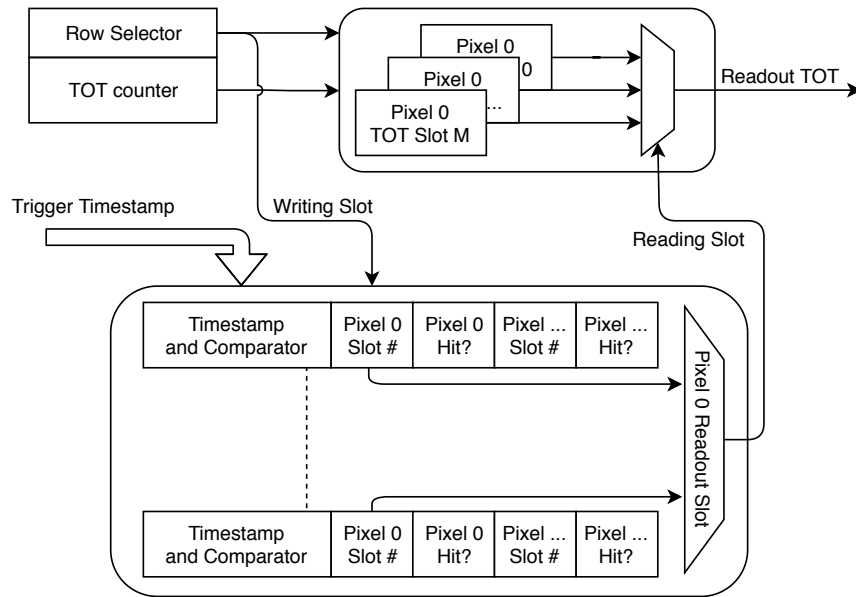 Row Selector
TOT counter
Pixel 0
0
Pixel 0
...
Pixel 0
TOT Slot M
Readout TOT
Trigger Timestamp
Writing Slot
Reading Slot
Timestamp
and Comparator
Pixel 0
Slot #
Pixel 0
Hit?
Pixel ...
Slot #
Pixel ...
Hit?
Pixel 0 Readout Slot
Timestamp
and Comparator
Pixel 0
Slot #
Pixel 0
Hit?
Pixel ...
Slot #
Pixel ...
Hit?